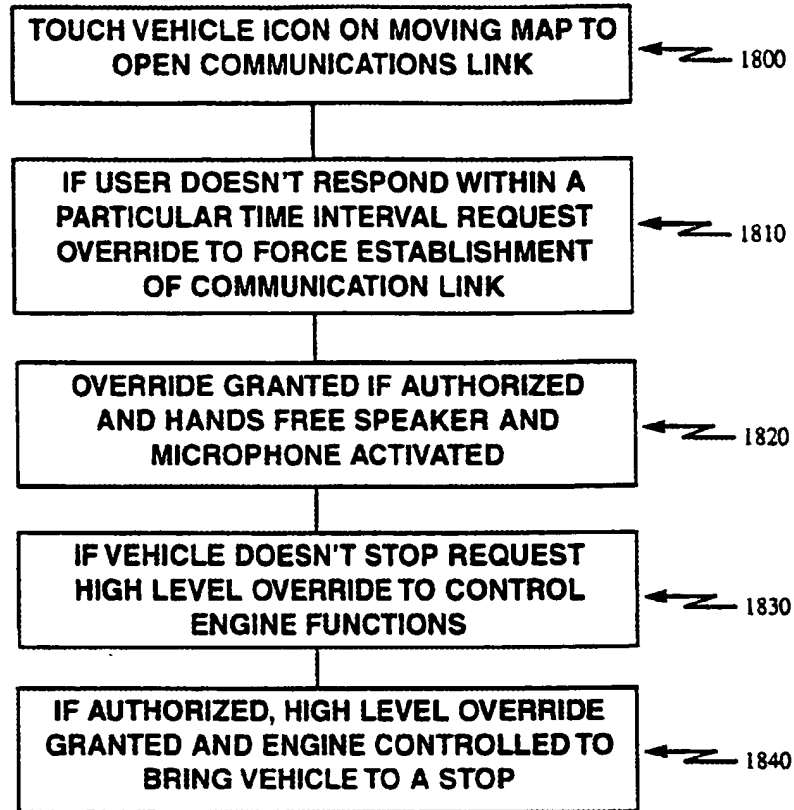 TOUCH VEHICLE ICON ON MOVING MAP TO
OPEN COMMUNICATIONS LINK
1800
IF USER DOESN'T RESPOND WITHIN A
PARTICULAR TIME INTERVAL REQUEST
OVERRIDE TO FORCE ESTABLISHMENT
OF COMMUNICATION LINK
1810
OVERRIDE GRANTED IF AUTHORIZED
AND HANDS FREE SPEAKER AND
MICROPHONE ACTIVATED
1820
IF VEHICLE DOESN'T STOP REQUEST
HIGH LEVEL OVERRIDE TO CONTROL
ENGINE FUNCTIONS
1830
IF AUTHORIZED, HIGH LEVEL OVERRIDE
GRANTED AND ENGINE CONTROLLED TO
BRING VEHICLE TO A STOP
1840